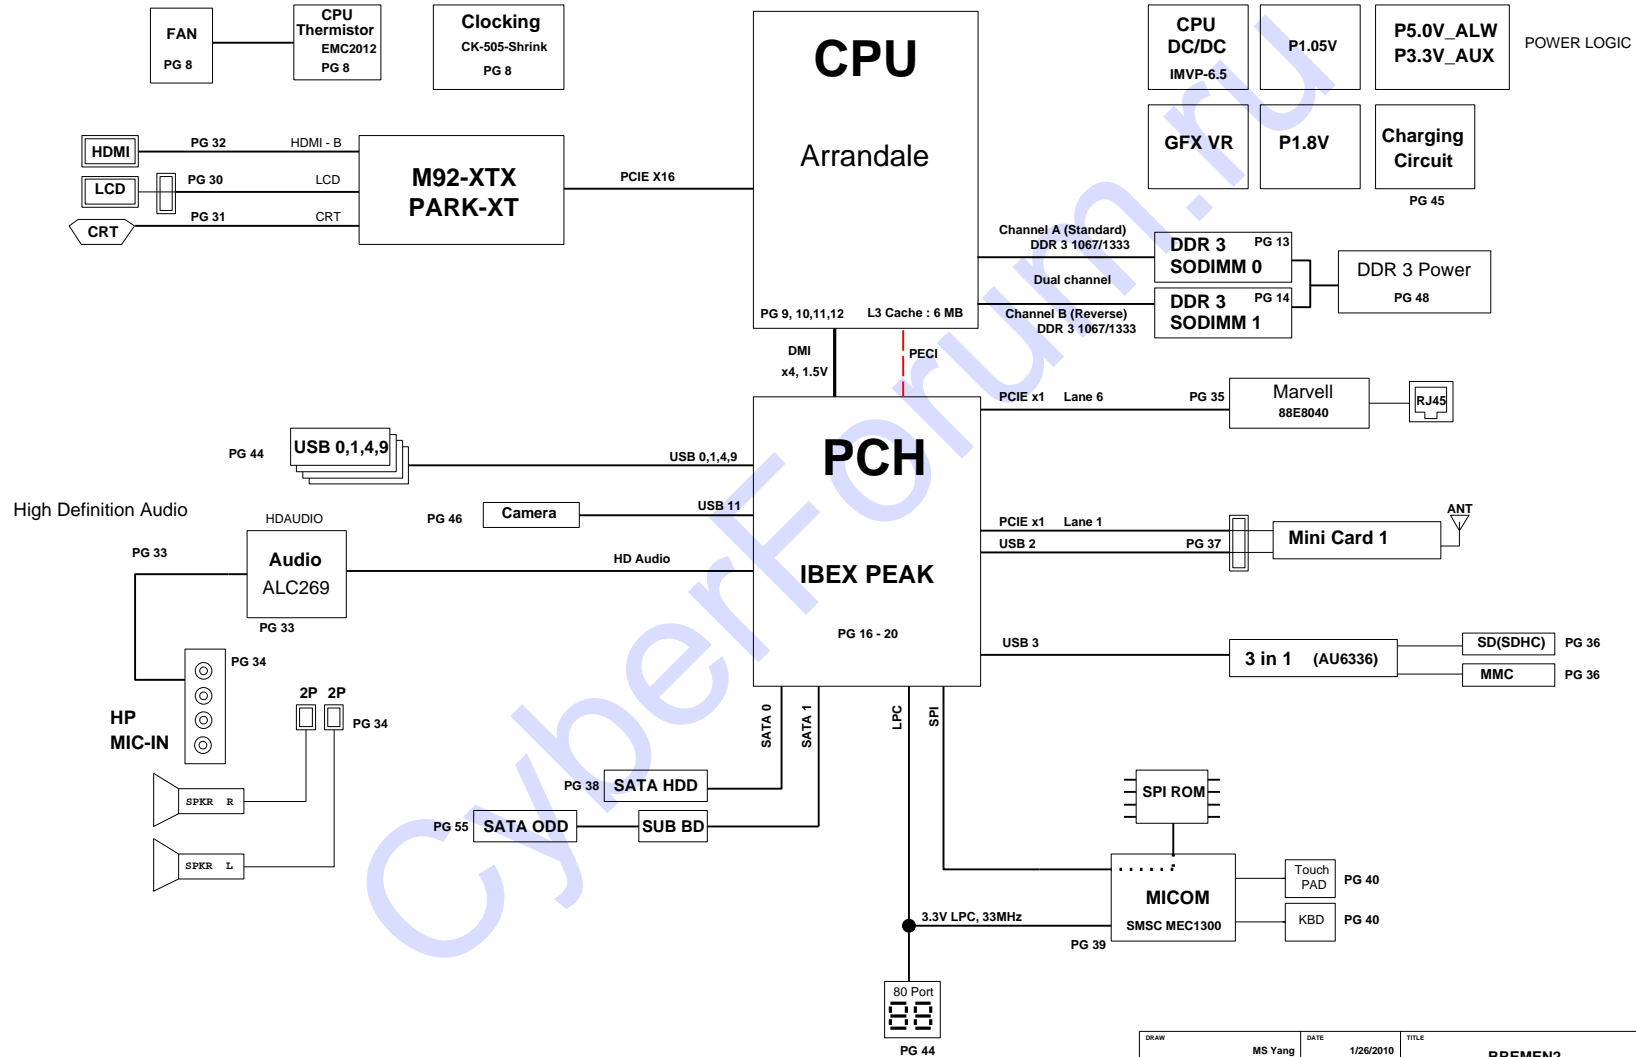 FAN
PG 8
CPU
Thermistor
EMC2012
PG 8
Clocking
CK-505-Shrink
PG 8
CPU
Arrandale
PG 9, 10,11,12
L3 Cache : 6 MB
CPU
DC/DC
IMVP-6.5
P1.05V
P5.0V_ALW
P3.3V_AUX
POWER LOGIC
GFX VR
P1.8V
Charging
Circuit
PG 45
HDMI
PG 32
HDMI - B
LCD
PG 30
LCD
CRT
PG 31
CRT
M92-XTX
PARK-XT
PCIE X16
Channel A (Standard)
DDR 3 1067/1333
Dual channel
Channel B (Reverse)
DDR 3 1067/1333
DDR 3
SODIMM 0
PG 13
DDR 3
SODIMM 1
PG 14
DDR 3 Power
PG 48
DMI
x4, 1.5V
PECI
PCH
IBEX PEAK
PG 16 - 20
PCIE x1 Lane 6
PG 35
Marvell
88E8040
RJ45
PG 44
USB 0,1,4,9
USB 0,1,4,9
PG 46
Camera
USB 11
High Definition Audio
HDAUDIO
PG 33
Audio
ALC269
PG 33
HD Audio
PCIE x1 Lane 1
USB 2
PG 37
Mini Card 1
ANT
USB 3
3 in 1 (AU6336)
SD(SDHC)
PG 36
MMC
PG 36
PG 34
HP
MIC-IN
2P 2P
PG 34
SPKR R
SPKR L
SATA 0
SATA 1
LPC
SPI
PG 38
SATA HDD
PG 55
SATA ODD
SUB BD
SPI ROM
MICOM
SMSC MEC1300
3.3V LPC, 33MHz
PG 39
Touch
PAD
PG 40
KBD
PG 40
80 Port
88
PG 44
DRAW
MS Yang
DATE
1/26/2010
TITLE
BREMEN2
CyberForum.ru